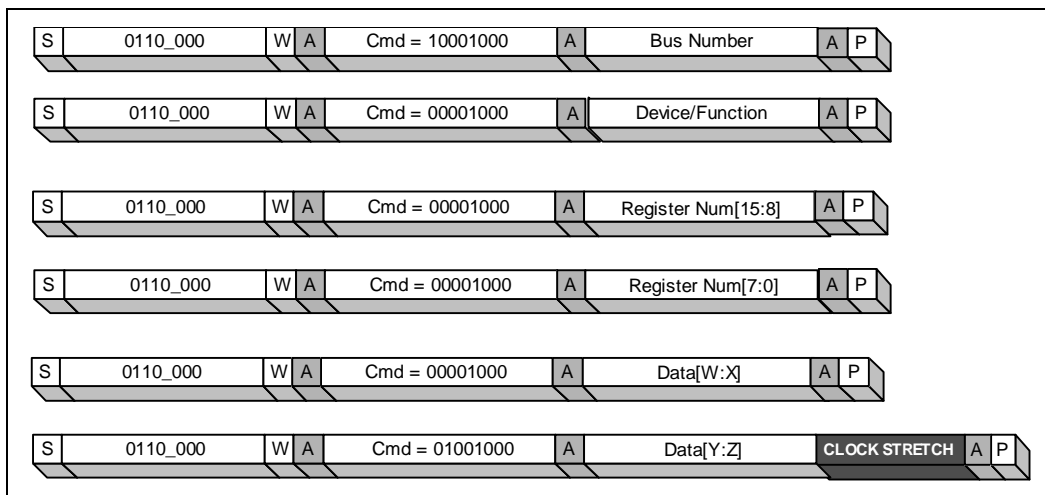 S 0110_000 W A Cmd = 10001000 A Bus Number A P
S 0110_000 W A Cmd = 00001000 A Device/Function A P
S 0110_000 W A Cmd = 00001000 A Register Num[15:8] A P
S 0110_000 W A Cmd = 00001000 A Register Num[7:0] A P
S 0110_000 W A Cmd = 00001000 A Data[W:X] A P
S 0110_000 W A Cmd = 01001000 A Data[Y:Z] CLOCK STRETCH A P